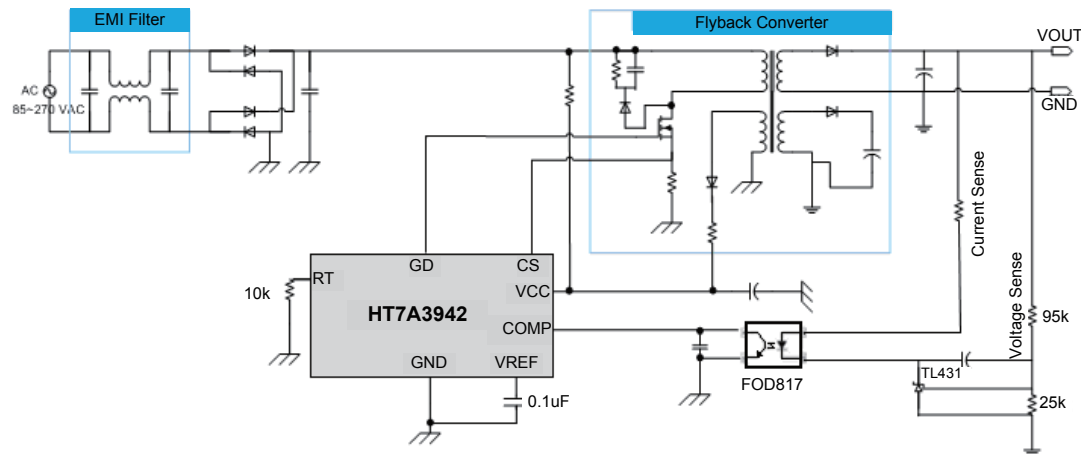 EMI Filter
Flyback Converter
VOUT
AC
85~270 VAC
GND
Current Sense
Voltage Sense
RT
GD
CS
10k
VCC
HT7A3942
95k
COMP
GND
VREF
TL431
FOD817
0.1uF
25k